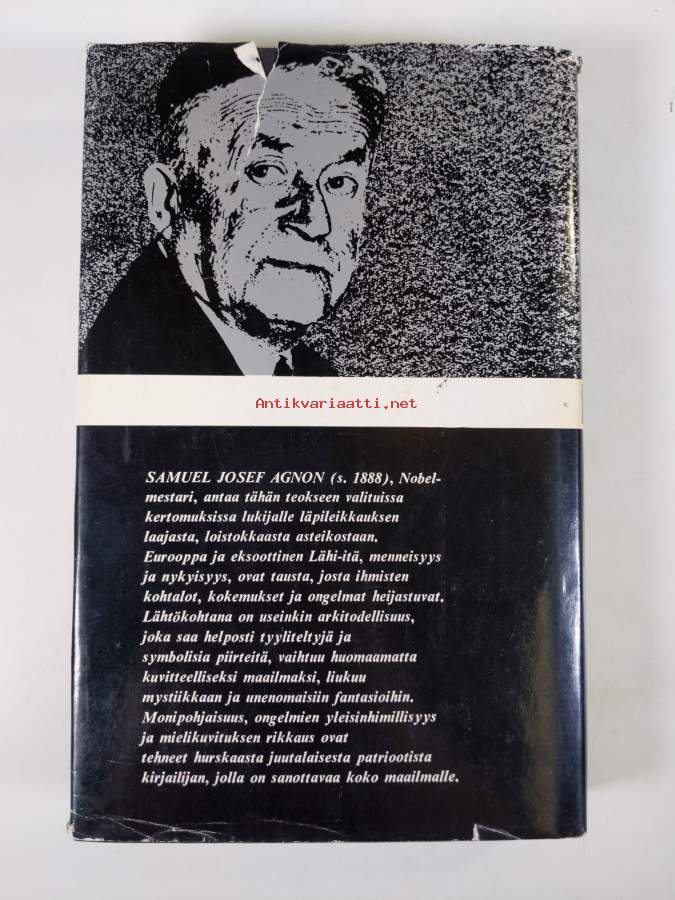 Antikvariaatti.net
SAMUEL JOSEF AGNON (s. 1888), Nobel-
mestari, antaa tähän teokseen valituissa
kertomuksissa lukijalle läpileikkauksen
laajasta, loistokkaasta asteikostaan.
Eurooppa ja eksoottinen Lähi-itä, menneisyys
ja nykyisyys, ovat tausta, josta ihmisten
kohtalot, kokemukset ja ongelmat heijastuvat.
Lähtökohtana on useinkin arkitodellisuus,
joka saa helposti tyyliteltyjä ja
symbolisia piirteitä, vaihtuu huomaamatta
kuvitteelliseksi maailmaksi, liukuu
mystiikkaan ja unenomaisiin fantasioihin.
Monipohjaisuus, ongelmien yleisinhimillisyys
ja mielikuvituksen rikkaus ovat
tehneet hurskaasta juutalaisesta patriootista
kirjailijan, jolla on sanottavaa koko maailmalle.